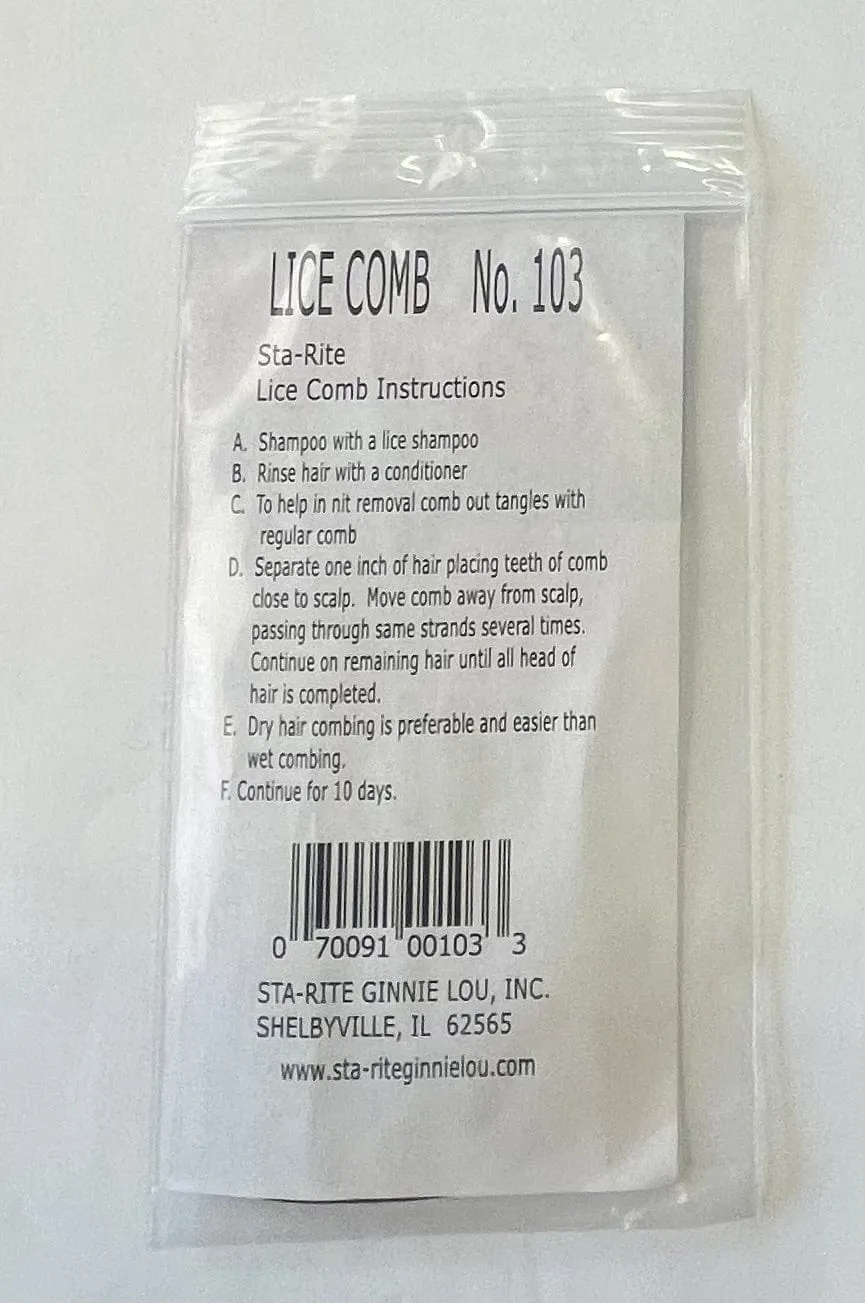 LICE COMB No. 103
Sta-Rite
Lice Comb Instructions
A. Shampoo with a lice shampoo
B. Rinse hair with a conditioner
C. To help in nit removal comb out tangles with
regular comb
D. Separate one inch of hair placing teeth of comb
close to scalp. Move comb away from scalp,
passing through same strands several times.
Continue on remaining hair until all head of
hair is completed.
E. Dry hair combing is preferable and easier than
wet combing.
F. Continue for 10 days.
0 70091 00103 3
STA-RITE GINNIE LOU, INC.
SHELBYVILLE, IL 62565
www.sta-riteginnielou.com